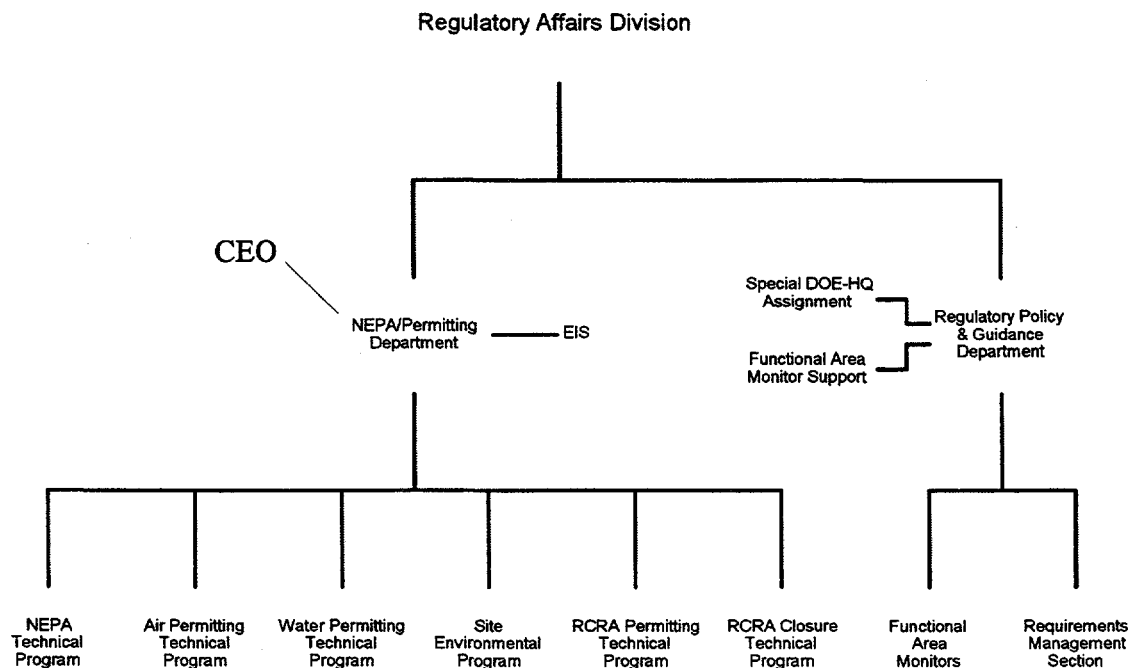 Regulatory Affairs Division
CEO
NEPA/Permitting
Department
EIS
Special DOE-HQ
Assignment
Functional Area
Monitor Support
Regulatory Policy
& Guidance
Department
NEPA
Technical
Program
Air Permitting
Technical
Program
Water Permitting
Technical
Program
Site
Environmental
Program
RCRA Permitting
Technical
Program
RCRA Closure
Technical
Program
Functional
Area
Monitors
Requirements
Management
Section